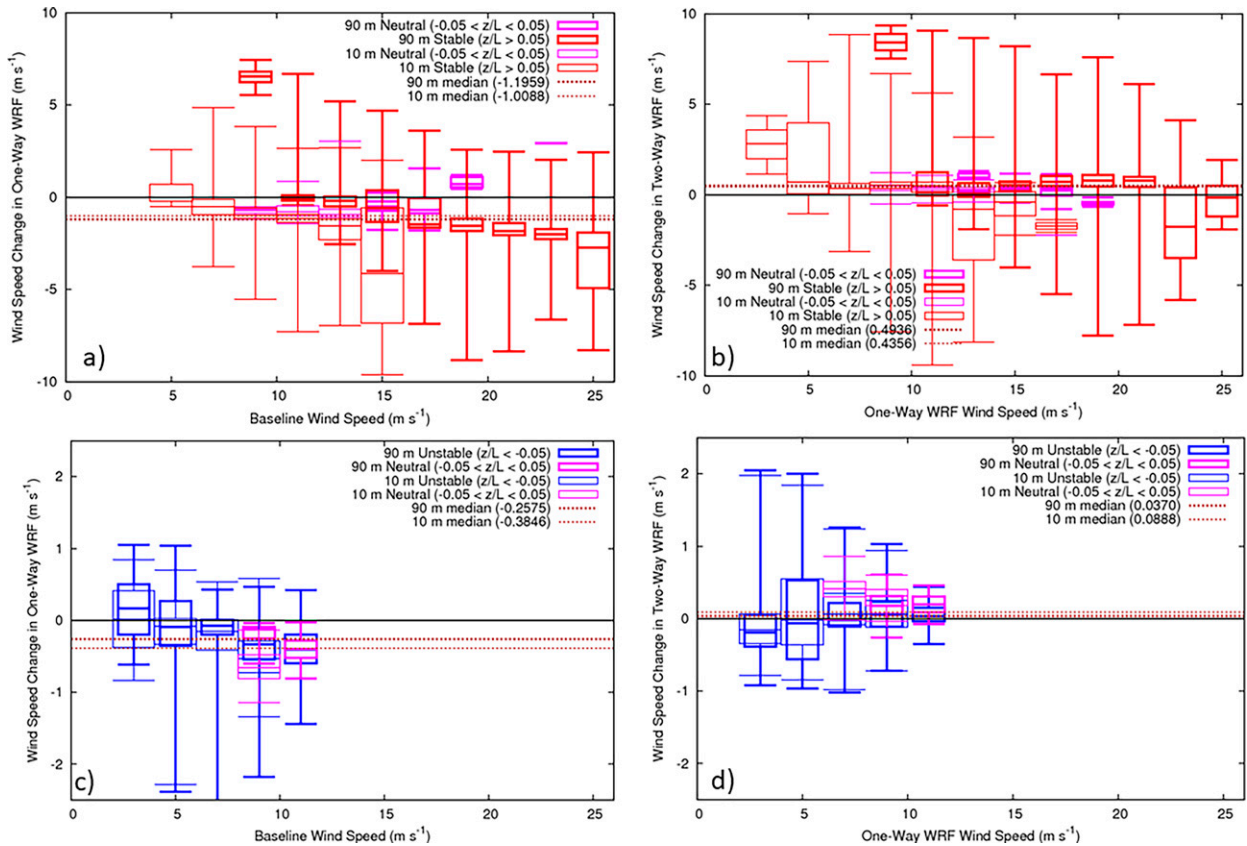 Wind Speed Change in One-Way WRF (m s-1)
10
5
0
-5
-10
90 m Neutral (-0.05 < z/L < 0.05)
90 m Stable (z/L > 0.05)
10 m Neutral (-0.05 < z/L < 0.05)
10 m Stable (z/L > 0.05)
90 m median (-1.1959)
10 m median (-1.0088)
a)
0 5 10 15 20 25
Baseline Wind Speed (m s-1)
Wind Speed Change in Two-Way WRF (m s-1)
10
5
0
-5
-10
90 m Neutral (-0.05 < z/L < 0.05)
90 m Stable (z/L > 0.05)
10 m Neutral (-0.05 < z/L < 0.05)
10 m Stable (z/L > 0.05)
90 m median (0.4936)
10 m median (0.4356)
b)
0 5 10 15 20 25
One-Way WRF Wind Speed (m s-1)
Wind Speed Change in One-Way WRF (m s-1)
2
1
0
-1
-2
90 m Unstable (z/L < -0.05)
90 m Neutral (-0.05 < z/L < 0.05)
10 m Unstable (z/L < -0.05)
10 m Neutral (-0.05 < z/L < 0.05)
90 m median (-0.2575)
10 m median (-0.3846)
c)
0 5 10 15 20 25
Baseline Wind Speed (m s-1)
Wind Speed Change in Two-Way WRF (m s-1)
2
1
0
-1
-2
90 m Unstable (z/L < -0.05)
90 m Neutral (-0.05 < z/L < 0.05)
10 m Unstable (z/L < -0.05)
10 m Neutral (-0.05 < z/L < 0.05)
90 m median (0.0370)
10 m median (0.0888)
d)
0 5 10 15 20 25
One-Way WRF Wind Speed (m s-1)